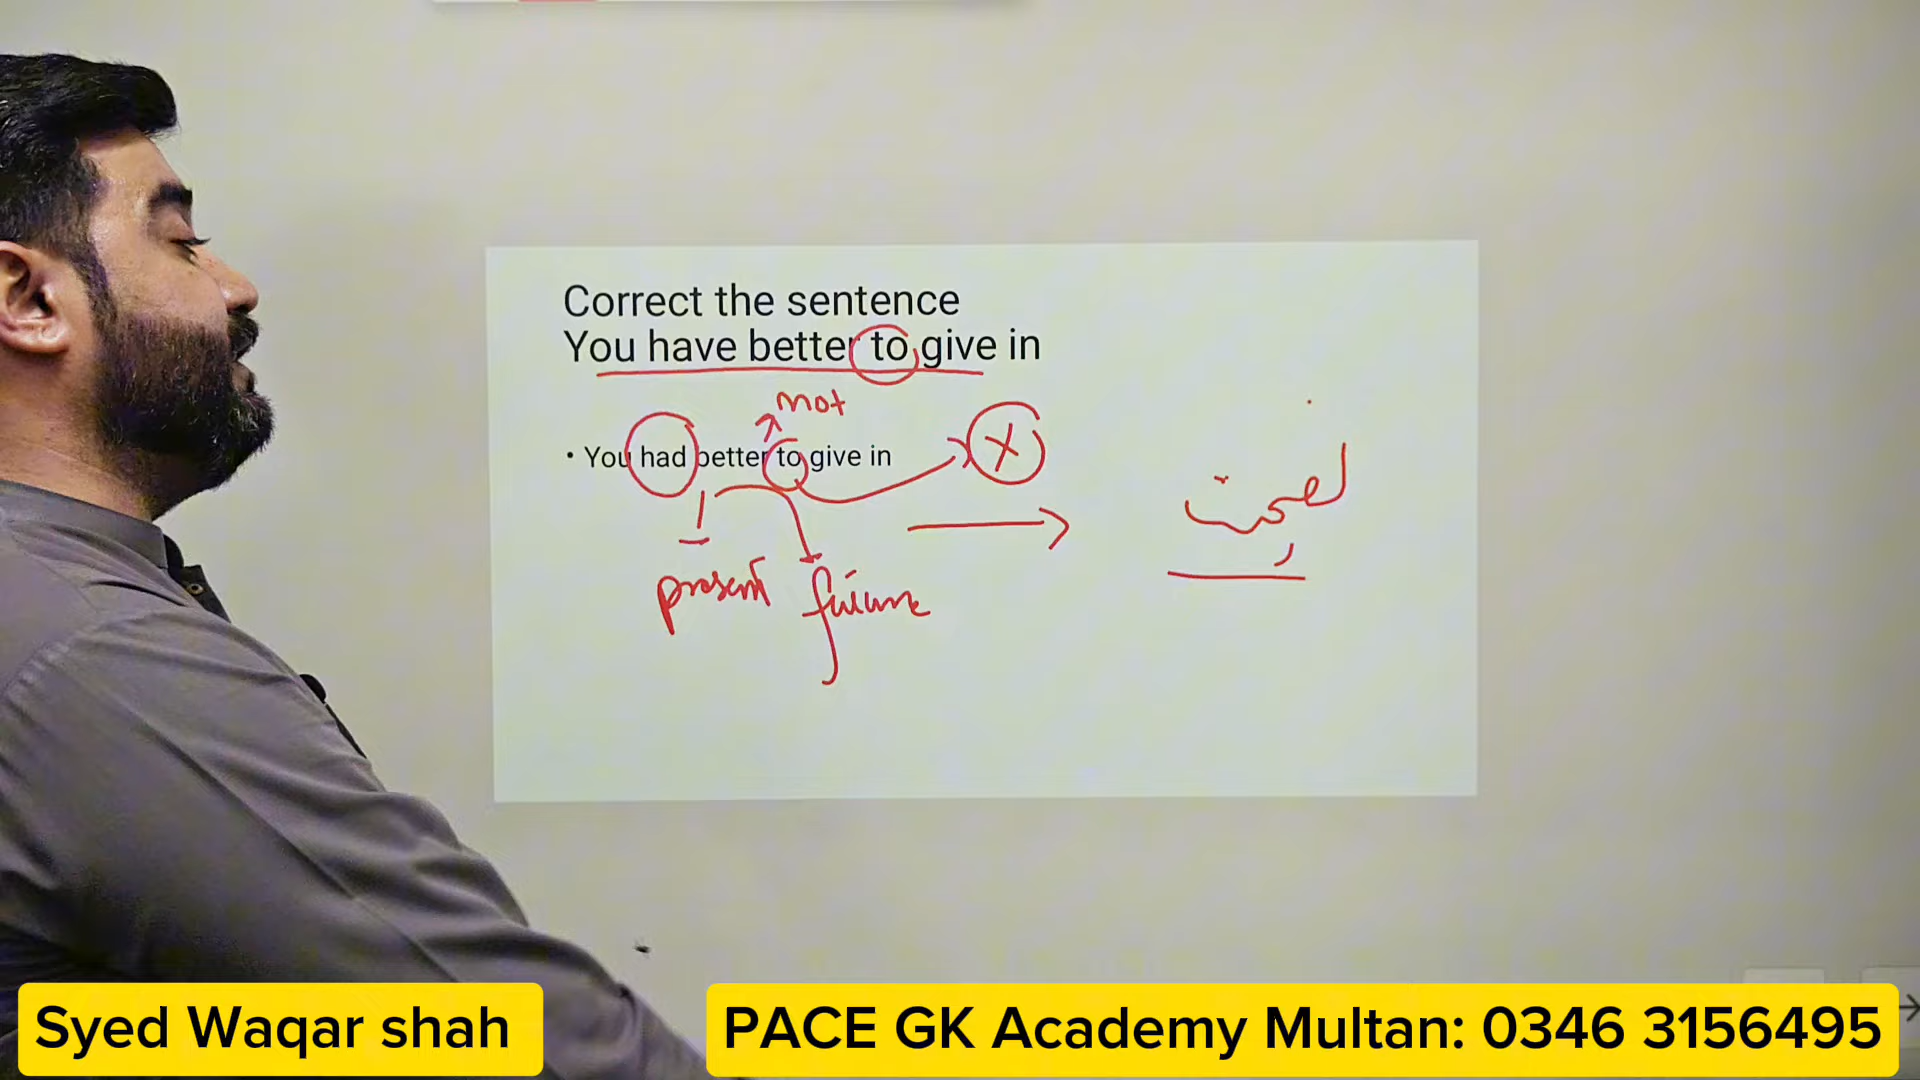 Correct the sentence
You have better to give in
not
• You had better to give in
X
نصیحت
present future
Syed Waqar shah
PACE GK Academy Multan: 0346 3156495